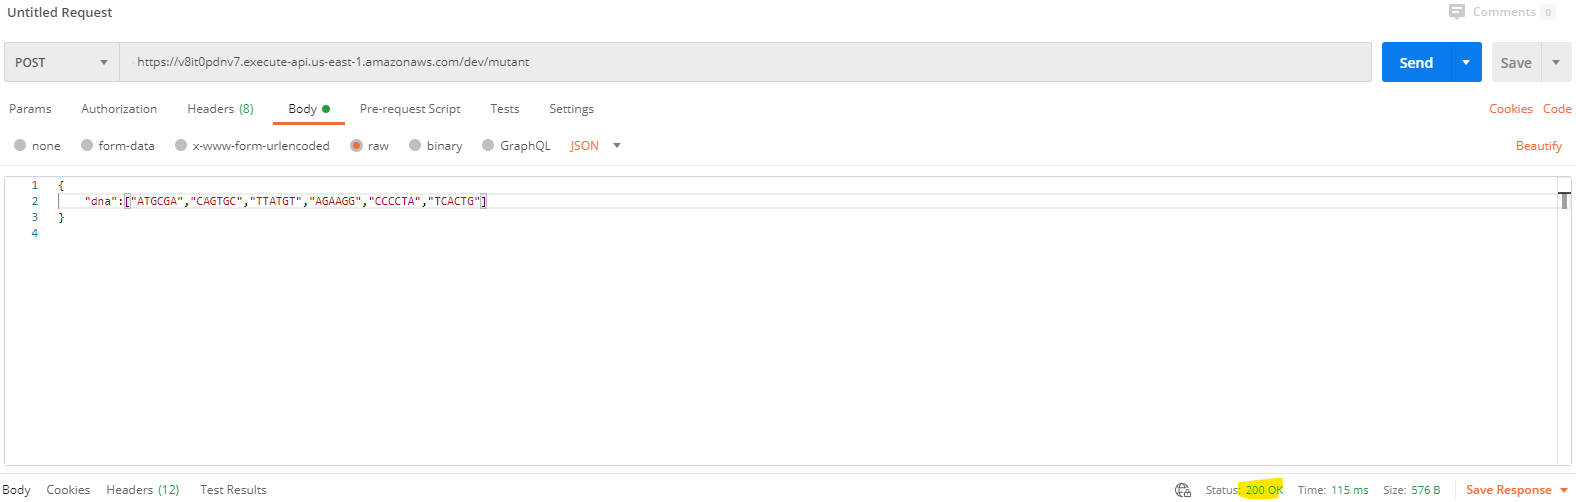 Untitled Request
Comments 0
POST https://v8it0pdnv7.execute-api.us-east-1.amazonaws.com/dev/mutant Send Save
Params Authorization Headers (8) Body Pre-request Script Tests Settings Cookies Code
none form-data x-www-form-urlencoded raw binary GraphQL JSON Beautify
1 {
2 "dna":["ATGCGA","CAGTGC","TTATGT","AGAAGG","CCCCTA","TCACTG"]
3 }
4
Body Cookies Headers (12) Test Results Status: 200 OK Time: 115 ms Size: 576 B Save Response